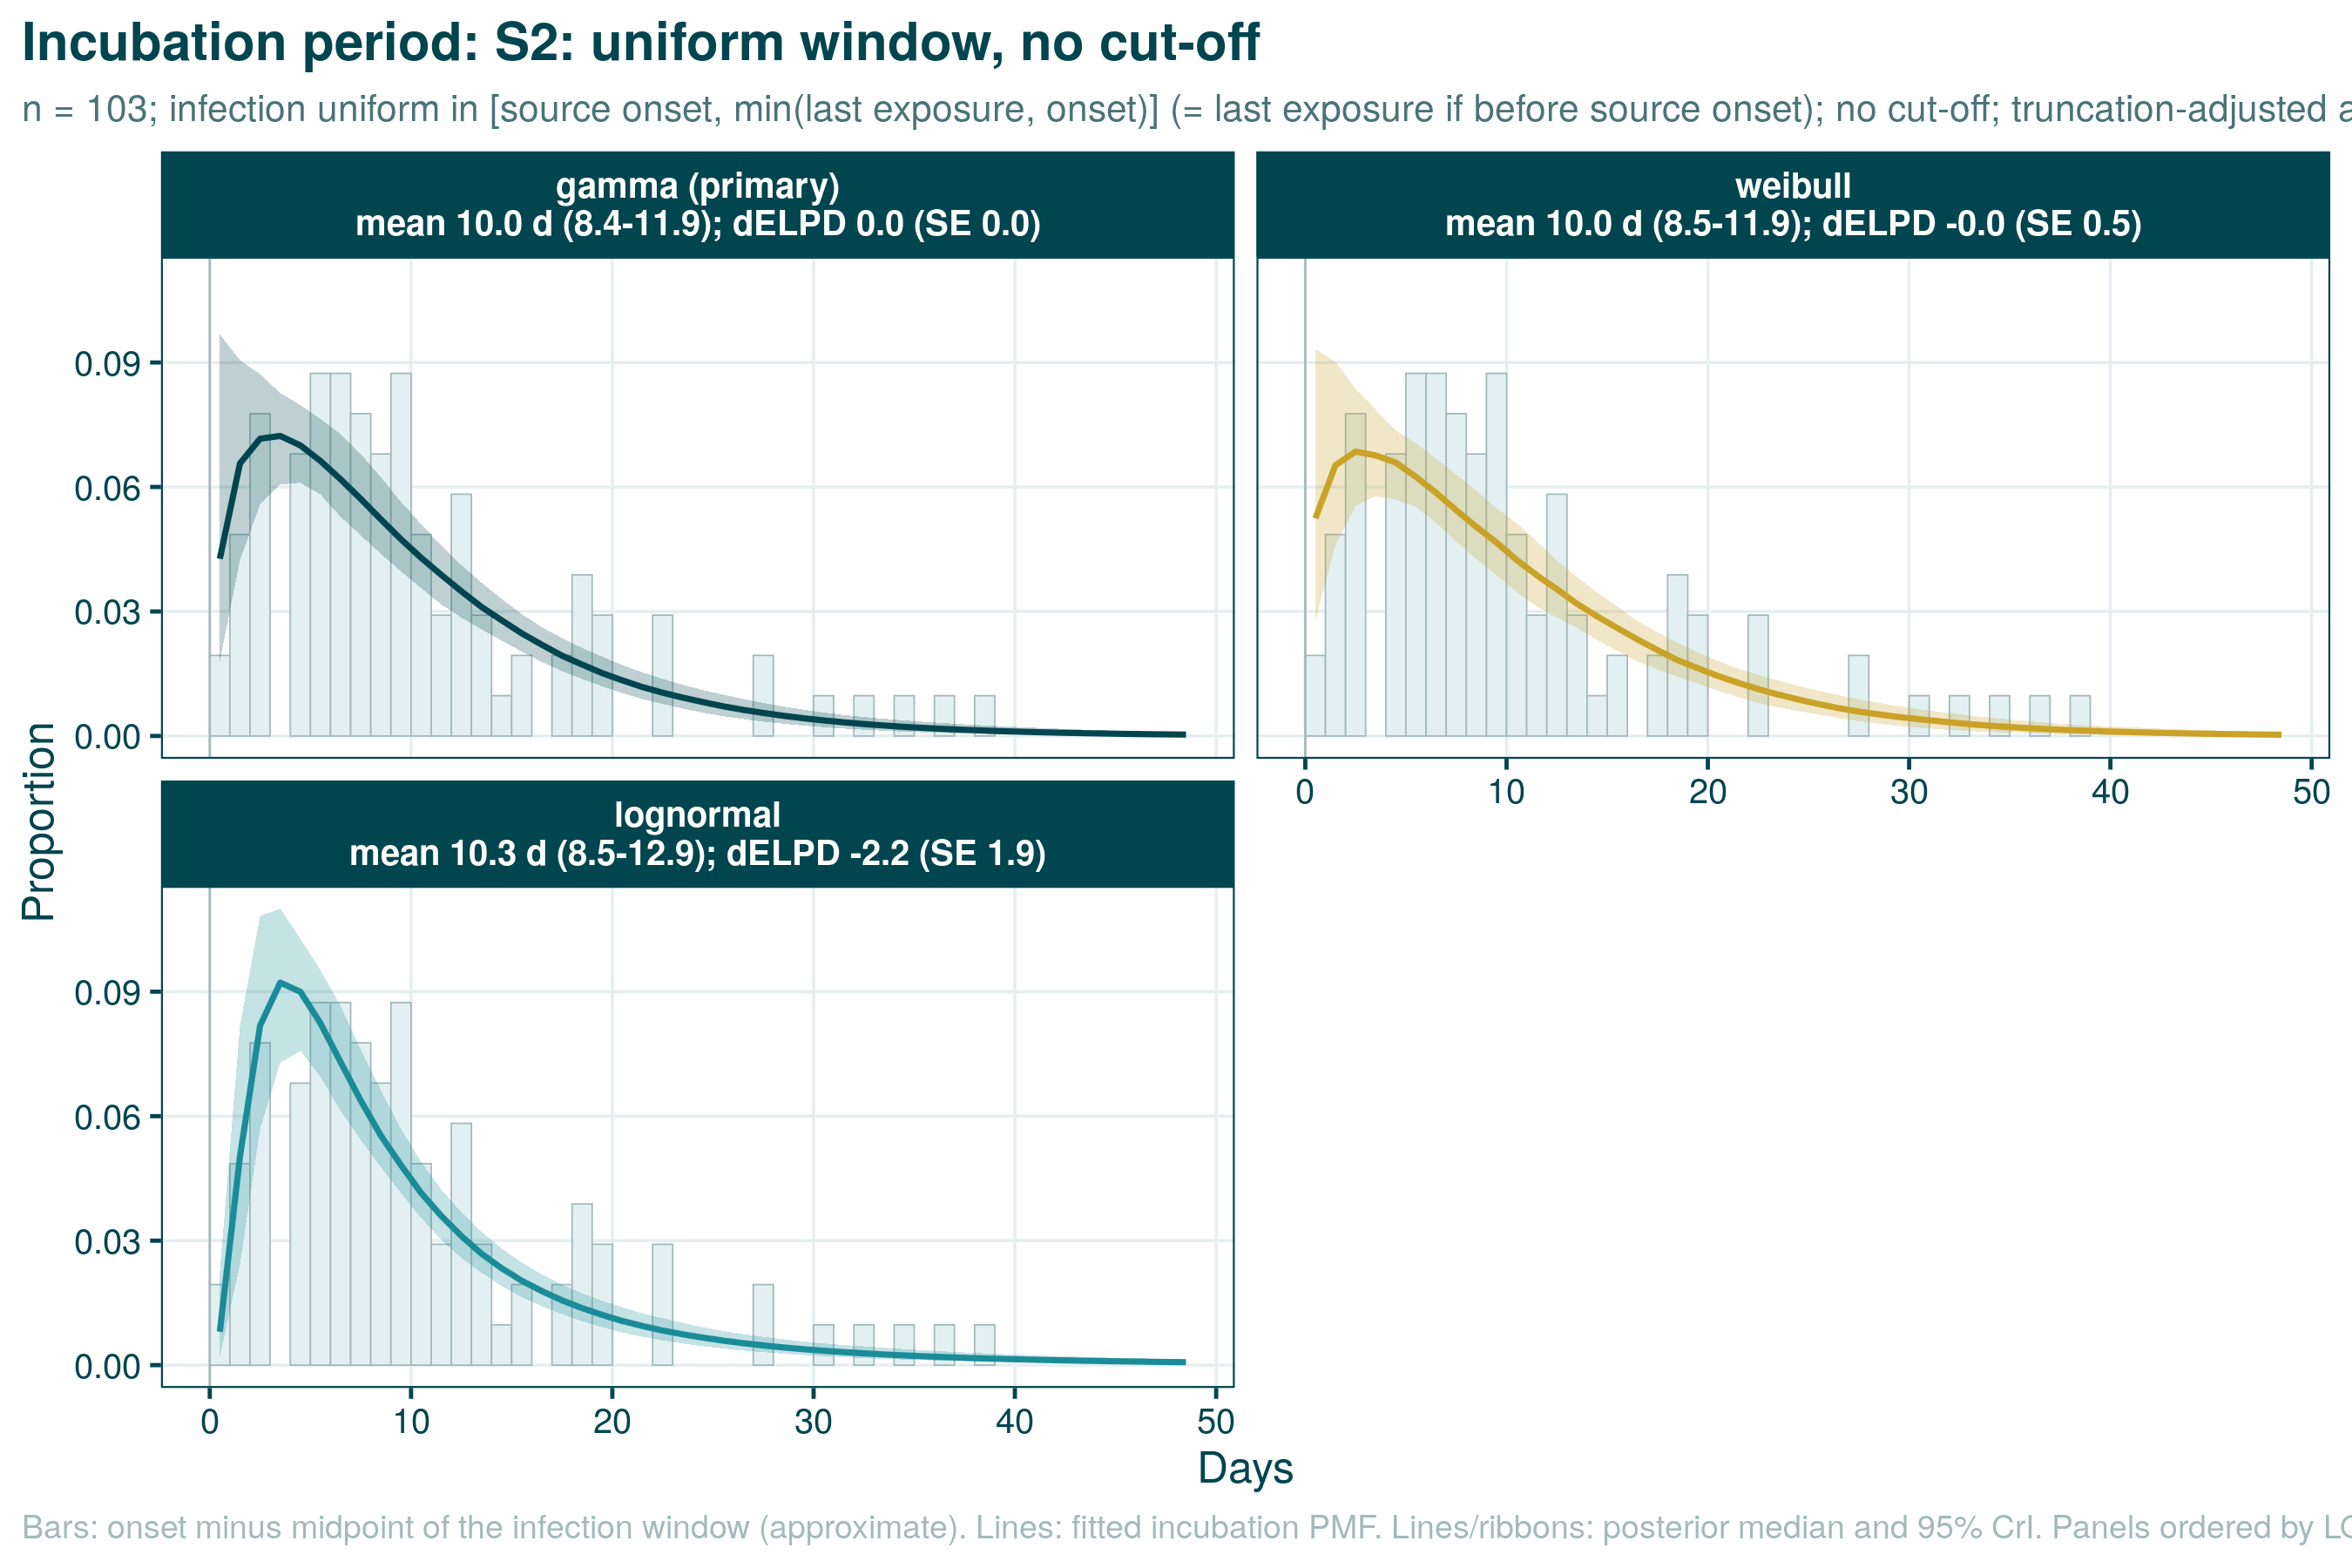 Incubation period: S2: uniform window, no cut-off
n = 103; infection uniform in [source onset, min(last exposure, onset)] (= last exposure if before source onset); no cut-off; truncation-adjusted
gamma (primary)
mean 10.0 d (8.4-11.9); dELPD 0.0 (SE 0.0)
weibull
mean 10.0 d (8.5-11.9); dELPD -0.0 (SE 0.5)
0.09
0.06
0.03
0.00
0 10 20 30 40 50
lognormal
mean 10.3 d (8.5-12.9); dELPD -2.2 (SE 1.9)
Proportion
0.09
0.06
0.03
0.00
0 10 20 30 40 50
Days
Bars: onset minus midpoint of the infection window (approximate). Lines: fitted incubation PMF. Lines/ribbons: posterior median and 95% CrI. Panels ordered by